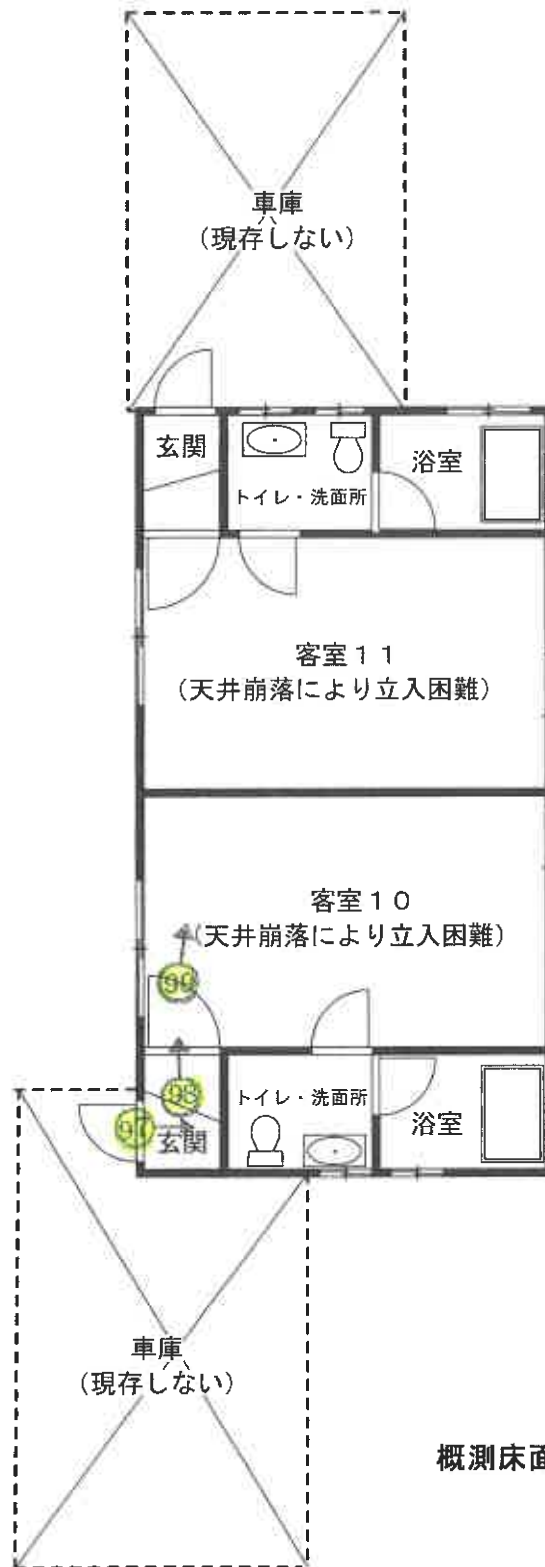 車庫
(現存しない)
玄関
トイレ・洗面所
浴室
客室11
(天井崩落により立入困難)
客室10
(天井崩落により立入困難)
99
98
トイレ・洗面所
97
玄関
浴室
車庫
(現存しない)
概測床面